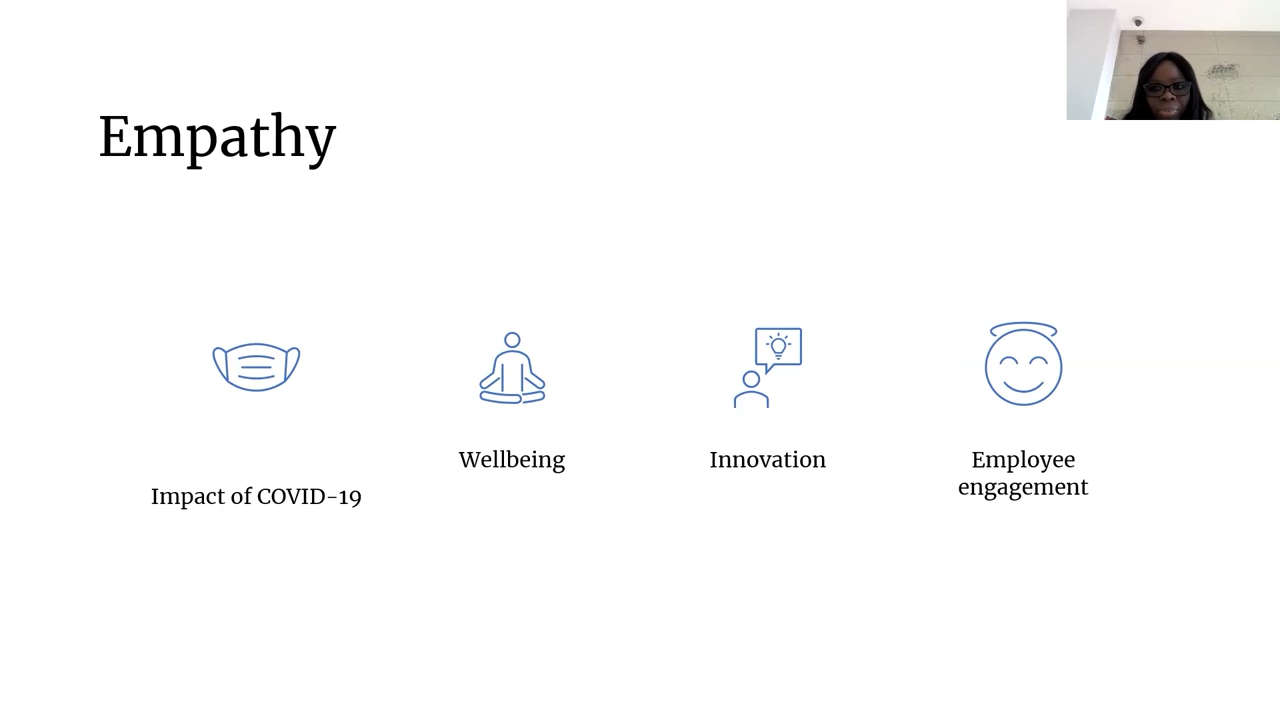 Empathy
Impact of COVID-19
Wellbeing
Innovation
Employee
engagement